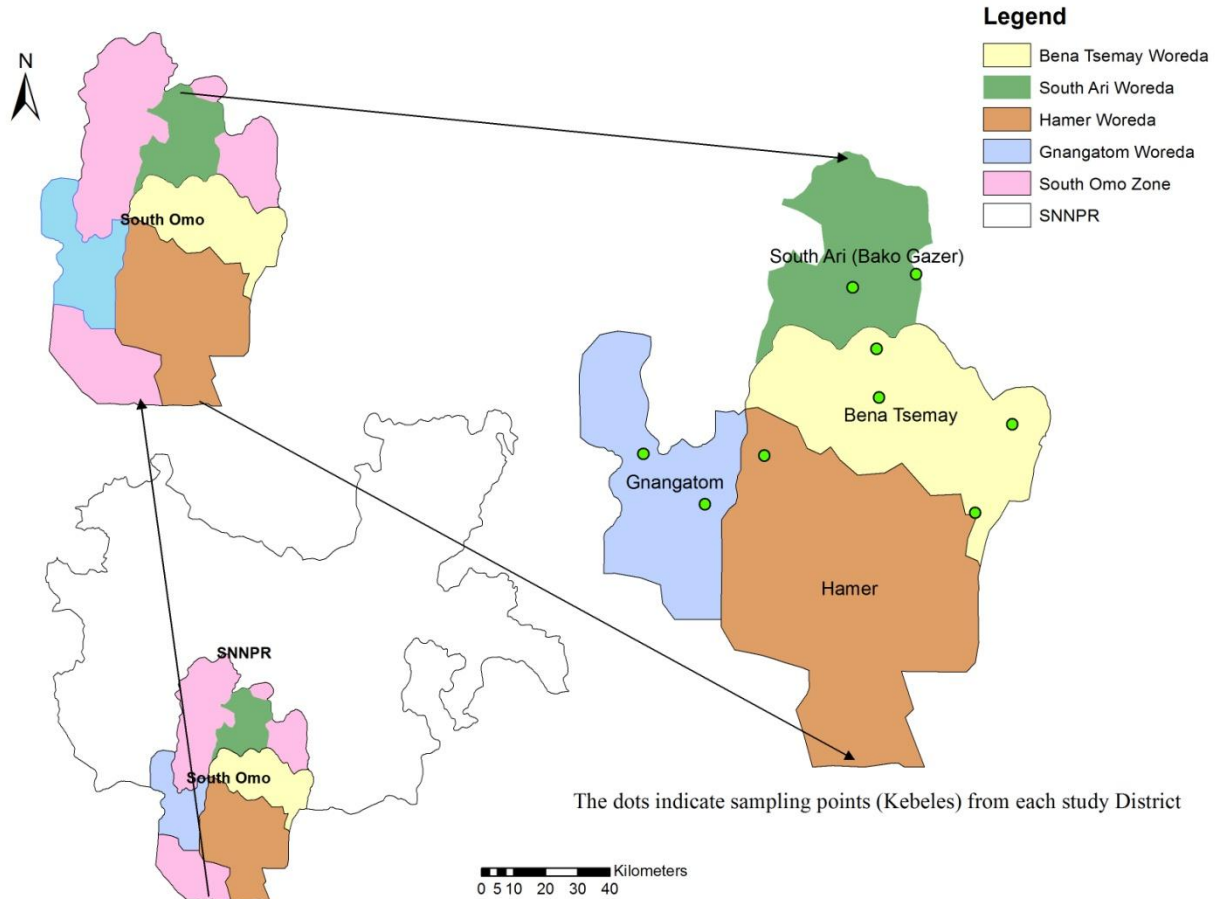 Legend
Bena Tsemay Woreda
South Ari Woreda
Hamer Woreda
Gnangatom Woreda
South Omo Zone
SNNPR
N
South Omo
South Ari (Bako Gazer)
Bena Tsemay
Gnangatom
Hamer
SNNPR
South Omo
The dots indicate sampling points (Kebeles) from each study District
Kilometers
0 5 10 20 30 40